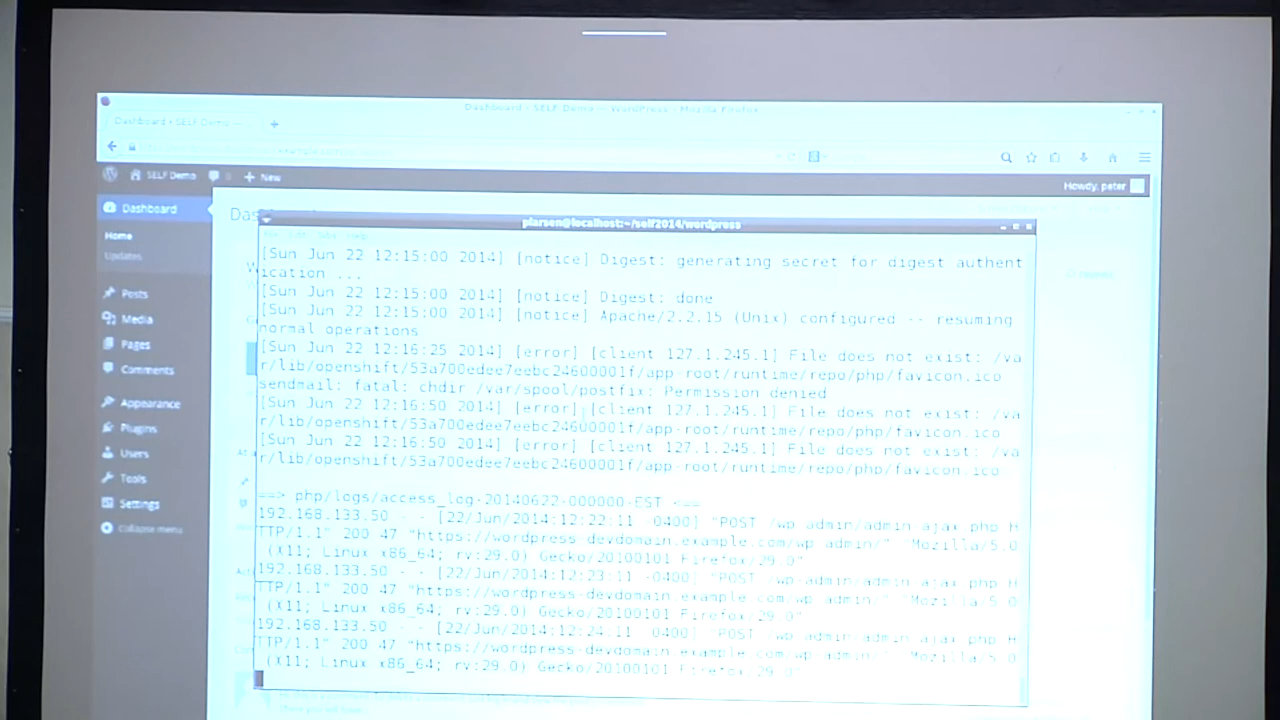 Dashboard - SELF Demo — WordPress - Mozilla Firefox
Dashboard - SELF Demo —
SELF Demo
0
New
Howdy, peter
Dashboard
Home
Updates
Posts
Media
Pages
Comments
Appearance
Plugins
Users
Tools
Settings
Collapse menu
plarsen@localhost:~/self2014/wordpress
[Sun Jun 22 12:15:00 2014] [notice] Digest: generating secret for digest authent
ication ...
[Sun Jun 22 12:15:00 2014] [notice] Digest: done
[Sun Jun 22 12:15:00 2014] [notice] Apache/2.2.15 (Unix) configured -- resuming
normal operations
[Sun Jun 22 12:16:25 2014] [error] [client 127.1.245.1] File does not exist: /va
r/lib/openshift/53a700edee7eebc24600001f/app-root/runtime/repo/php/favicon.ico
sendmail: fatal: chdir /var/spool/postfix: Permission denied
[Sun Jun 22 12:16:50 2014] [error] [client 127.1.245.1] File does not exist: /va
r/lib/openshift/53a700edee7eebc24600001f/app-root/runtime/repo/php/favicon.ico
[Sun Jun 22 12:16:50 2014] [error] [client 127.1.245.1] File does not exist: /va
r/lib/openshift/53a700edee7eebc24600001f/app-root/runtime/repo/php/favicon.ico
==> php/logs/access_log-20140622-000000-EST <==
192.168.133.50 - - [22/Jun/2014:12:22:11 -0400] "POST /wp-admin/admin-ajax.php H
TTP/1.1" 200 47 "https://wordpress-devdomain.example.com/wp-admin/" "Mozilla/5.0
(X11; Linux x86_64; rv:29.0) Gecko/20100101 Firefox/29.0"
192.168.133.50 - - [22/Jun/2014:12:23:11 -0400] "POST /wp-admin/admin-ajax.php H
TTP/1.1" 200 47 "https://wordpress-devdomain.example.com/wp-admin/" "Mozilla/5.0
(X11; Linux x86_64; rv:29.0) Gecko/20100101 Firefox/29.0"
192.168.133.50 - - [22/Jun/2014:12:24:11 -0400] "POST /wp-admin/admin-ajax.php H
TTP/1.1" 200 47 "https://wordpress-devdomain.example.com/wp-admin/" "Mozilla/5.0
(X11; Linux x86_64; rv:29.0) Gecko/20100101 Firefox/29.0"